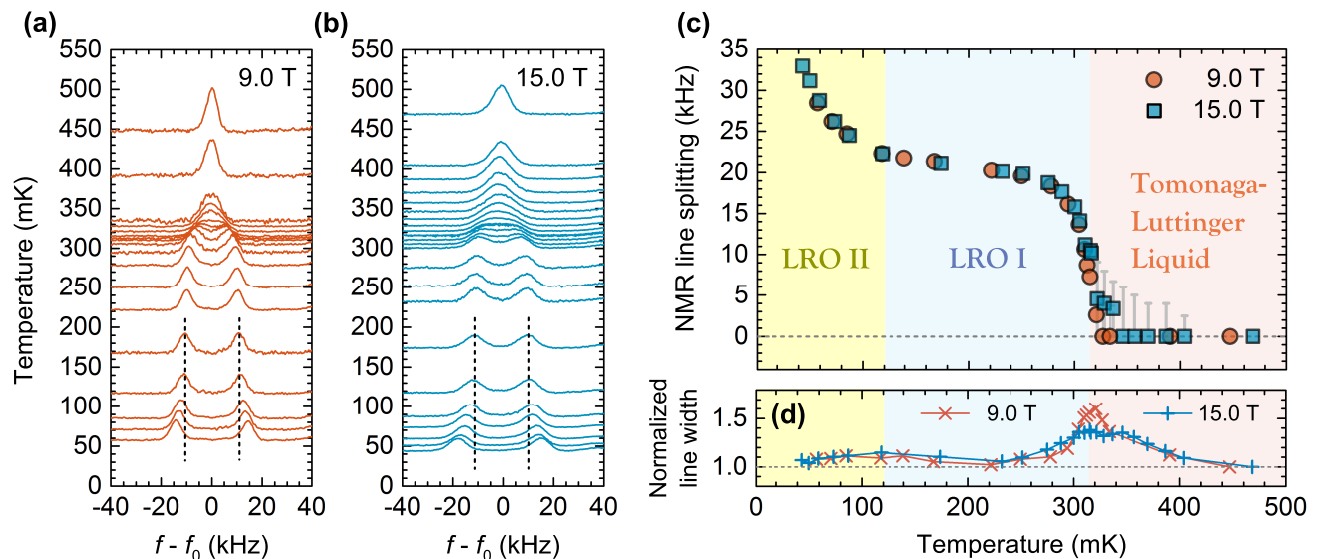 (a)
9.0 T
Temperature (mK)
550
500
450
400
350
300
250
200
150
100
50
0
-40 -20 0 20 40
f - f0 (kHz)
(b)
15.0 T
550
500
450
400
350
300
250
200
150
100
50
0
-40 -20 0 20 40
f - f0 (kHz)
(c)
NMR line splitting (kHz)
35
30
25
20
15
10
5
0
9.0 T
15.0 T
LRO II
LRO I
Tomonaga-
Luttinger
Liquid
(d)
9.0 T
15.0 T
Normalized
line width
1.5
1.0
0 100 200 300 400 500
Temperature (mK)